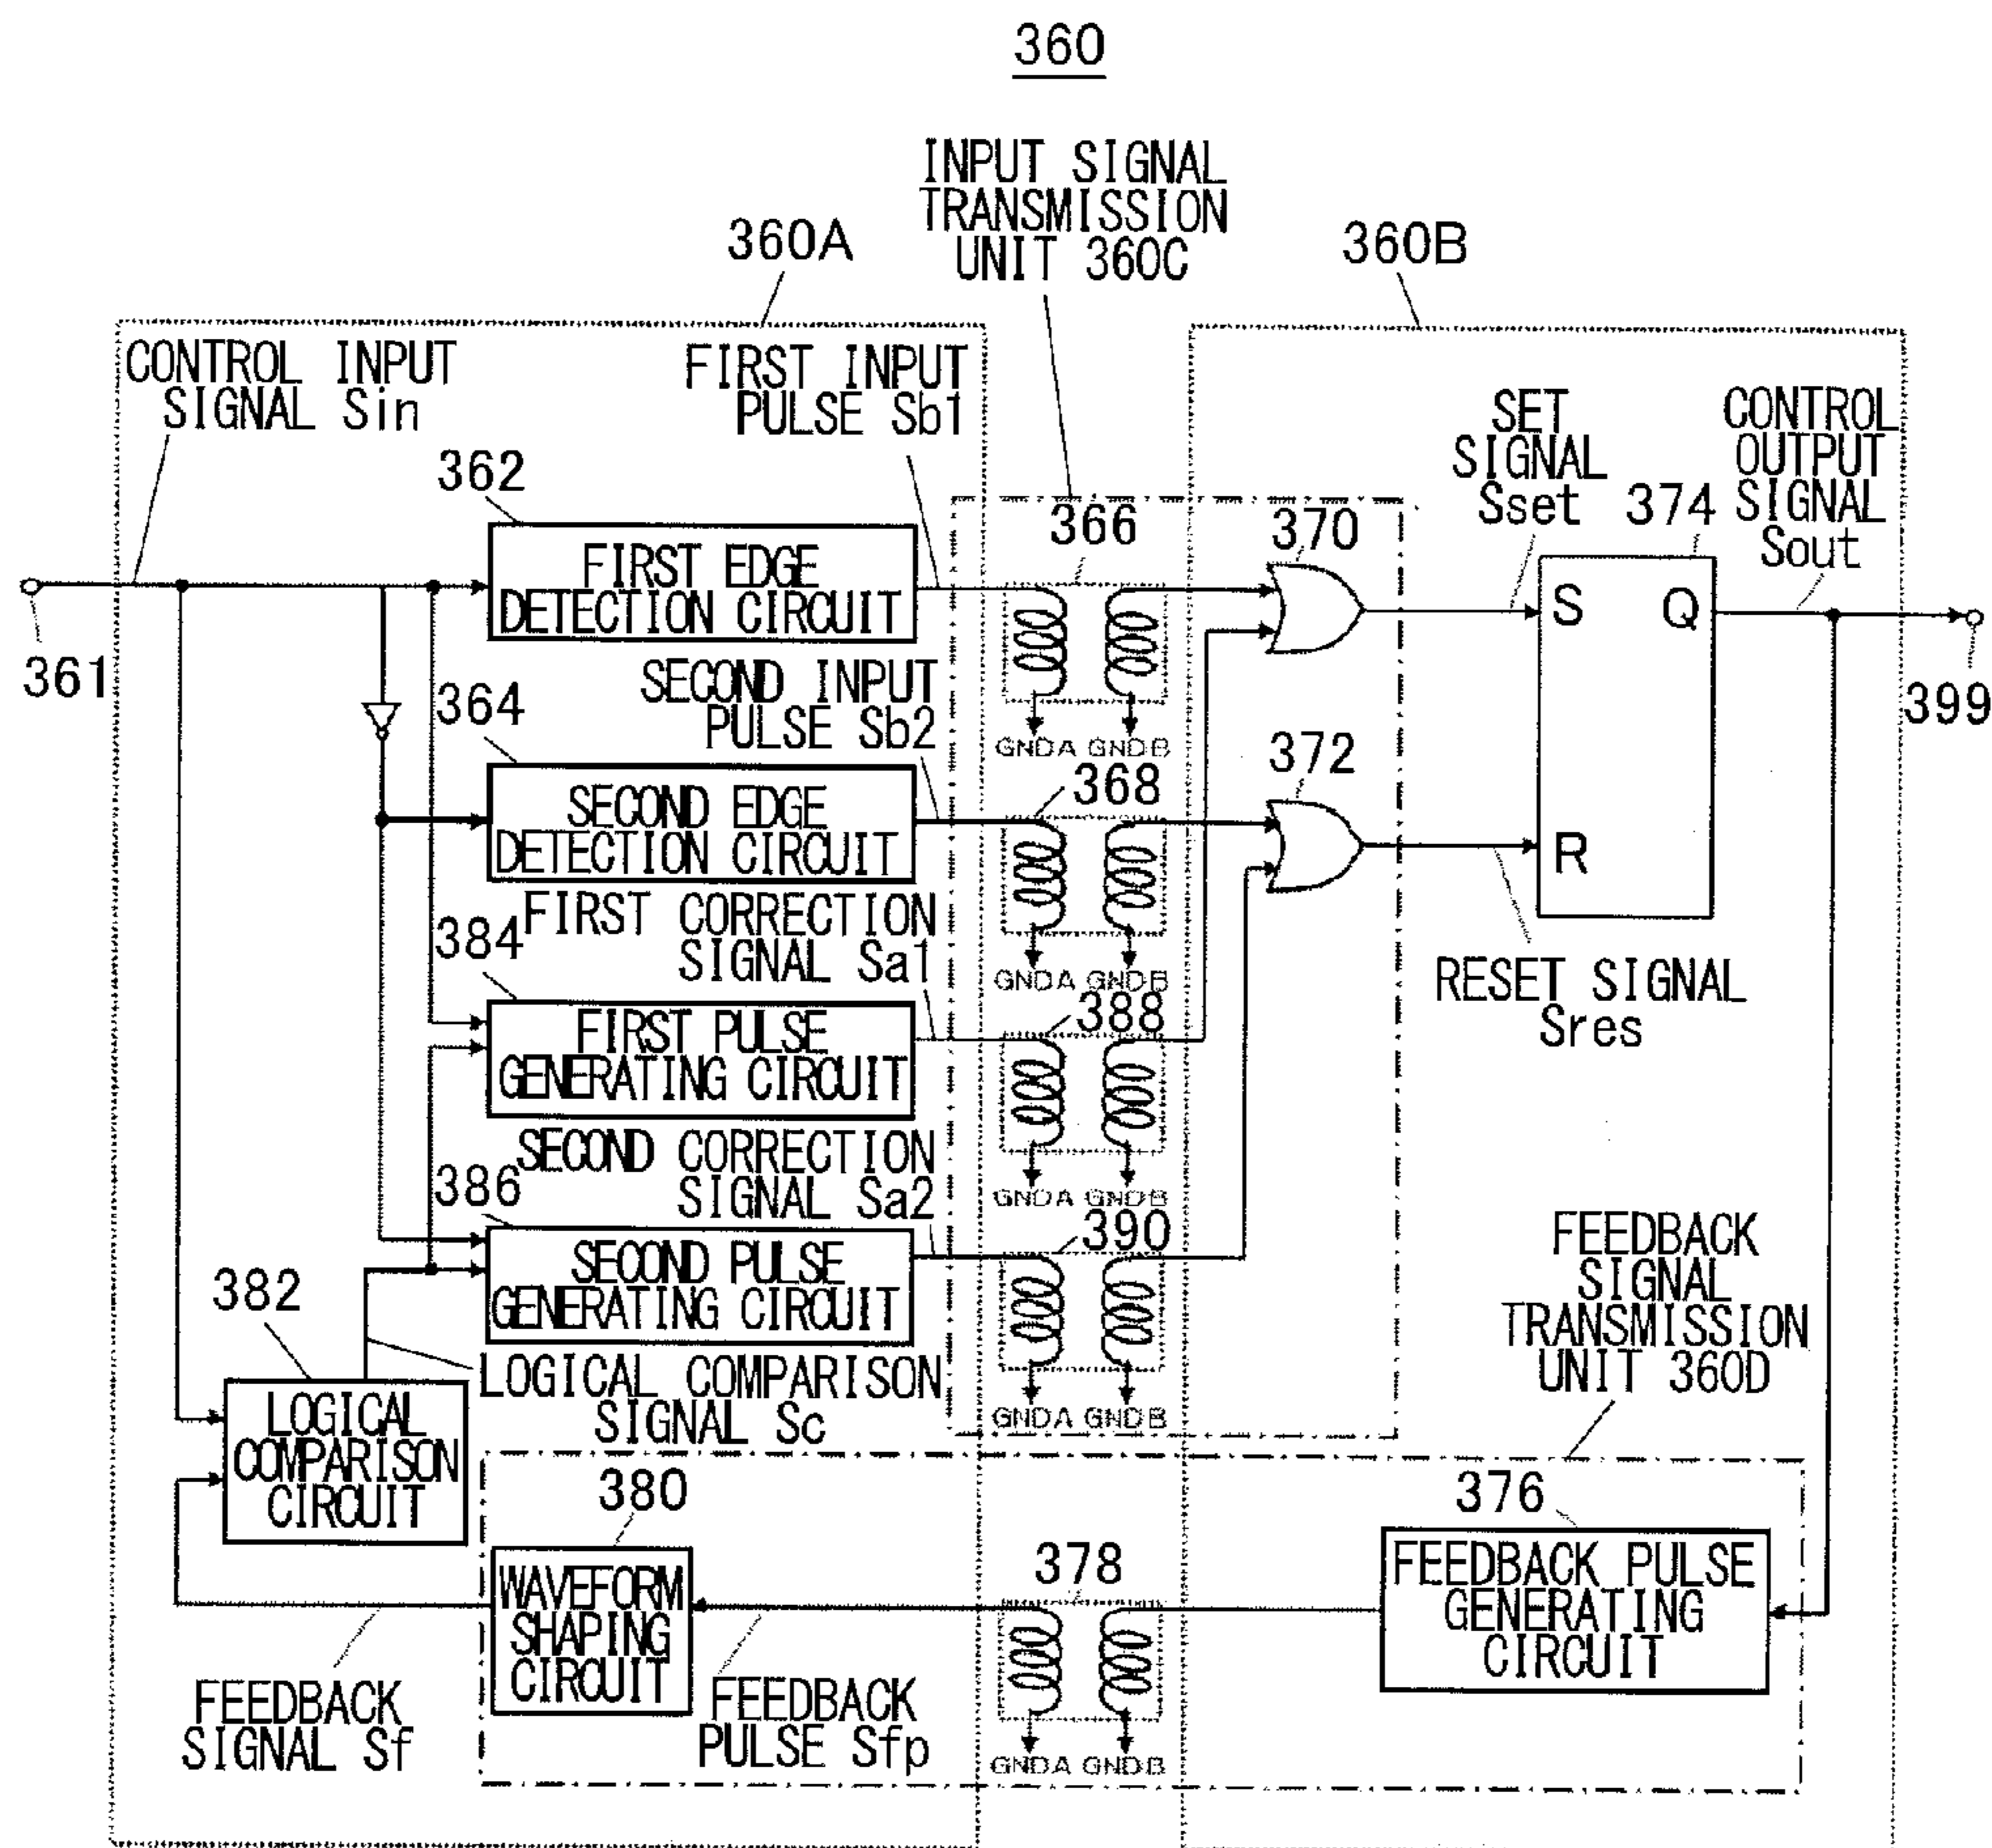 360
INPUT SIGNAL
TRANSMISSION
UNIT 360C
360A
360B
CONTROL INPUT
SIGNAL Sin
FIRST INPUT
PULSE Sb1
SET
SIGNAL
Sset
CONTROL
OUTPUT
SIGNAL
Sout
362
366
370
374
FIRST EDGE
DETECTION CIRCUIT
S
Q
361
399
SECOND INPUT
PULSE Sb2
GNDA GNDB
364
368
372
SECOND EDGE
DETECTION CIRCUIT
R
FIRST CORRECTION
SIGNAL Sa1
GNDA GNDB
RESET SIGNAL
Sres
384
388
FIRST PULSE
GENERATING CIRCUIT
SECOND CORRECTION
SIGNAL Sa2
GNDA GNDB
386
390
SECOND PULSE
GENERATING CIRCUIT
FEEDBACK
SIGNAL
TRANSMISSION
UNIT 360D
382
LOGICAL COMPARISON
SIGNAL Sc
GNDA GNDB
LOGICAL
COMPARISON
CIRCUIT
380
378
376
WAVEFORM
SHAPING
CIRCUIT
FEEDBACK PULSE
GENERATING
CIRCUIT
FEEDBACK
SIGNAL Sf
FEEDBACK
PULSE Sfp
GNDA GNDB